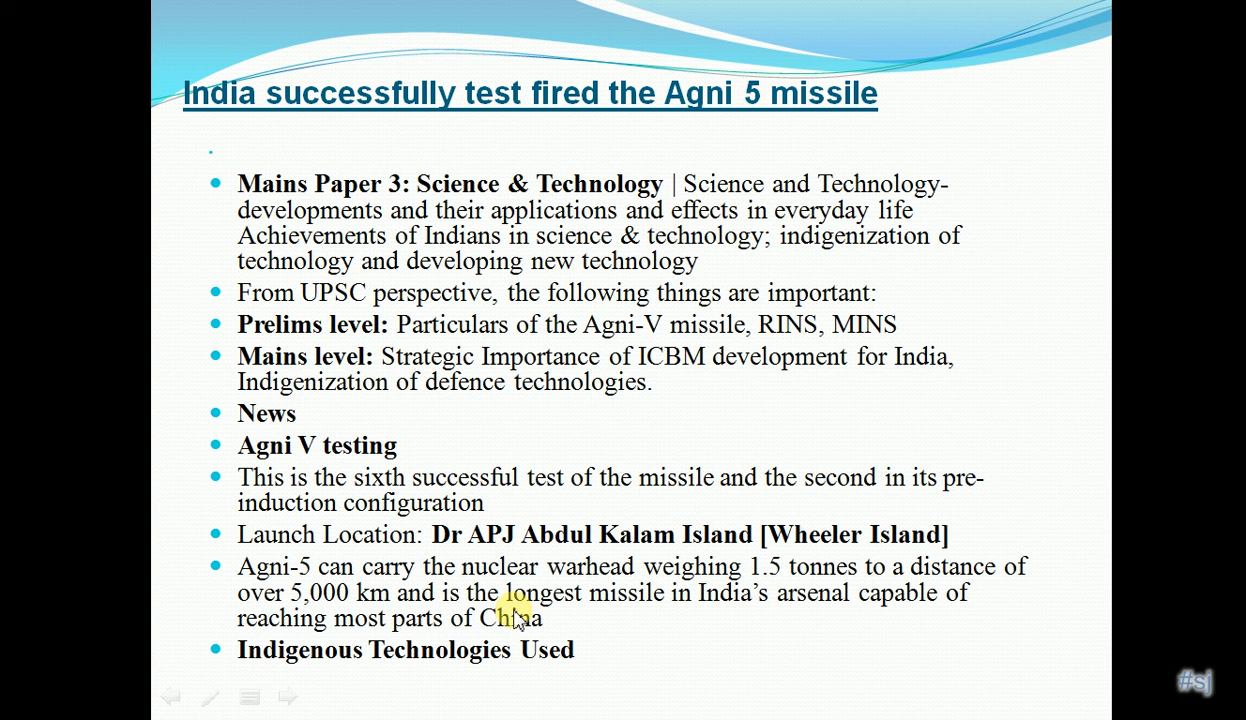 India successfully test fired the Agni 5 missile
Mains Paper 3: Science & Technology | Science and Technology-
developments and their applications and effects in everyday life
Achievements of Indians in science & technology; indigenization of
technology and developing new technology
From UPSC perspective, the following things are important:
Prelims level: Particulars of the Agni-V missile, RINS, MINS
Mains level: Strategic Importance of ICBM development for India,
Indigenization of defence technologies.
News
Agni V testing
This is the sixth successful test of the missile and the second in its pre-
induction configuration
Launch Location: Dr APJ Abdul Kalam Island [Wheeler Island]
Agni-5 can carry the nuclear warhead weighing 1.5 tonnes to a distance of
over 5,000 km and is the longest missile in India's arsenal capable of
reaching most parts of China
Indigenous Technologies Used
#sj